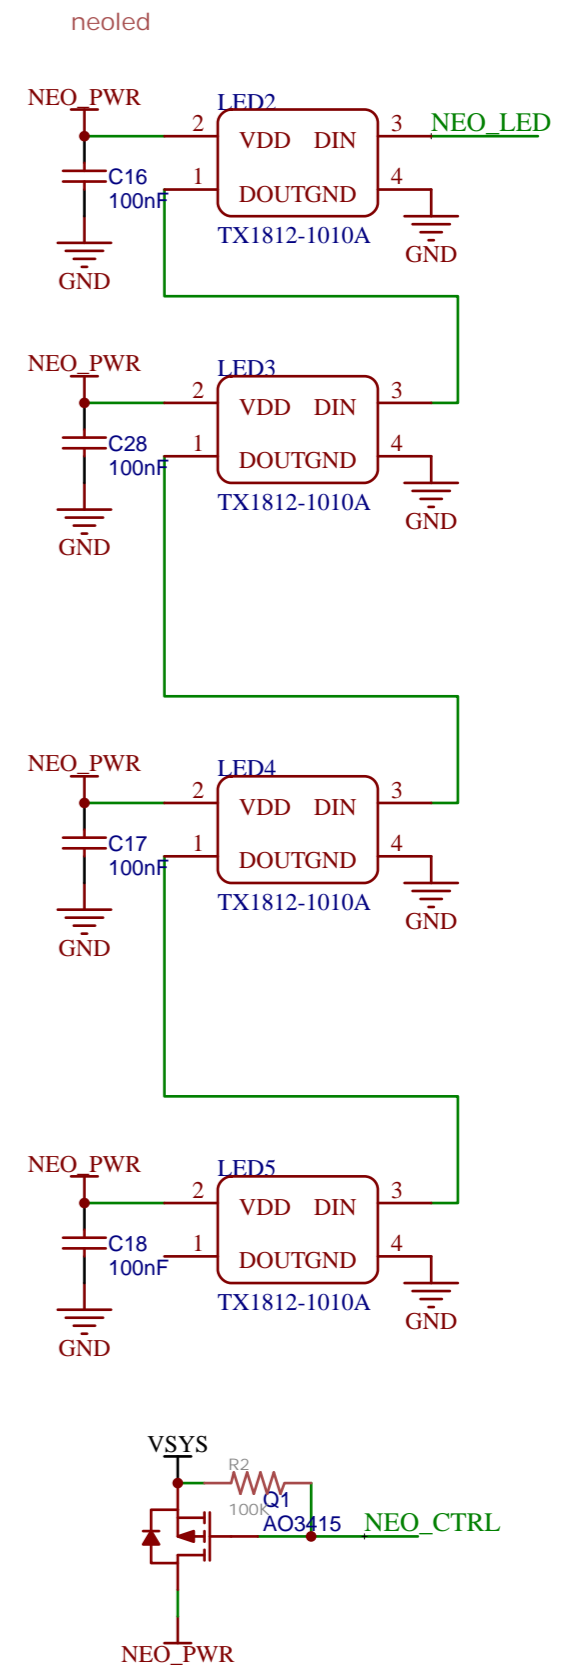 neoled
NEO_PWR
LED2
2 VDD DIN 3 NEO_LED
C16
100nF
1 DOUTGND 4
TX1812-1010A
GND
GND
NEO_PWR
LED3
2 VDD DIN 3
C28
100nF
1 DOUTGND 4
TX1812-1010A
GND
GND
NEO_PWR
LED4
2 VDD DIN 3
C17
100nF
1 DOUTGND 4
TX1812-1010A
GND
GND
NEO_PWR
LED5
2 VDD DIN 3
C18
100nF
1 DOUTGND 4
TX1812-1010A
GND
GND
VSYS
R2
100K
Q1
AO3415
NEO_CTRL
NEO_PWR